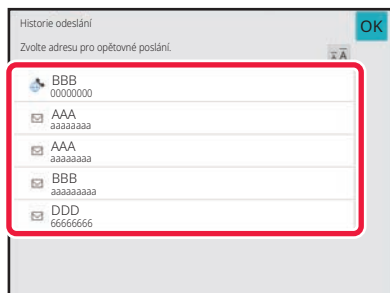 Historie odeslání
OK
Zvolte adresu pro opětovné poslání.
BBB
00000000
AAA
aaaaaaaa
AAA
aaaaaaaa
BBB
aaaaaaaaa
DDD
66666666